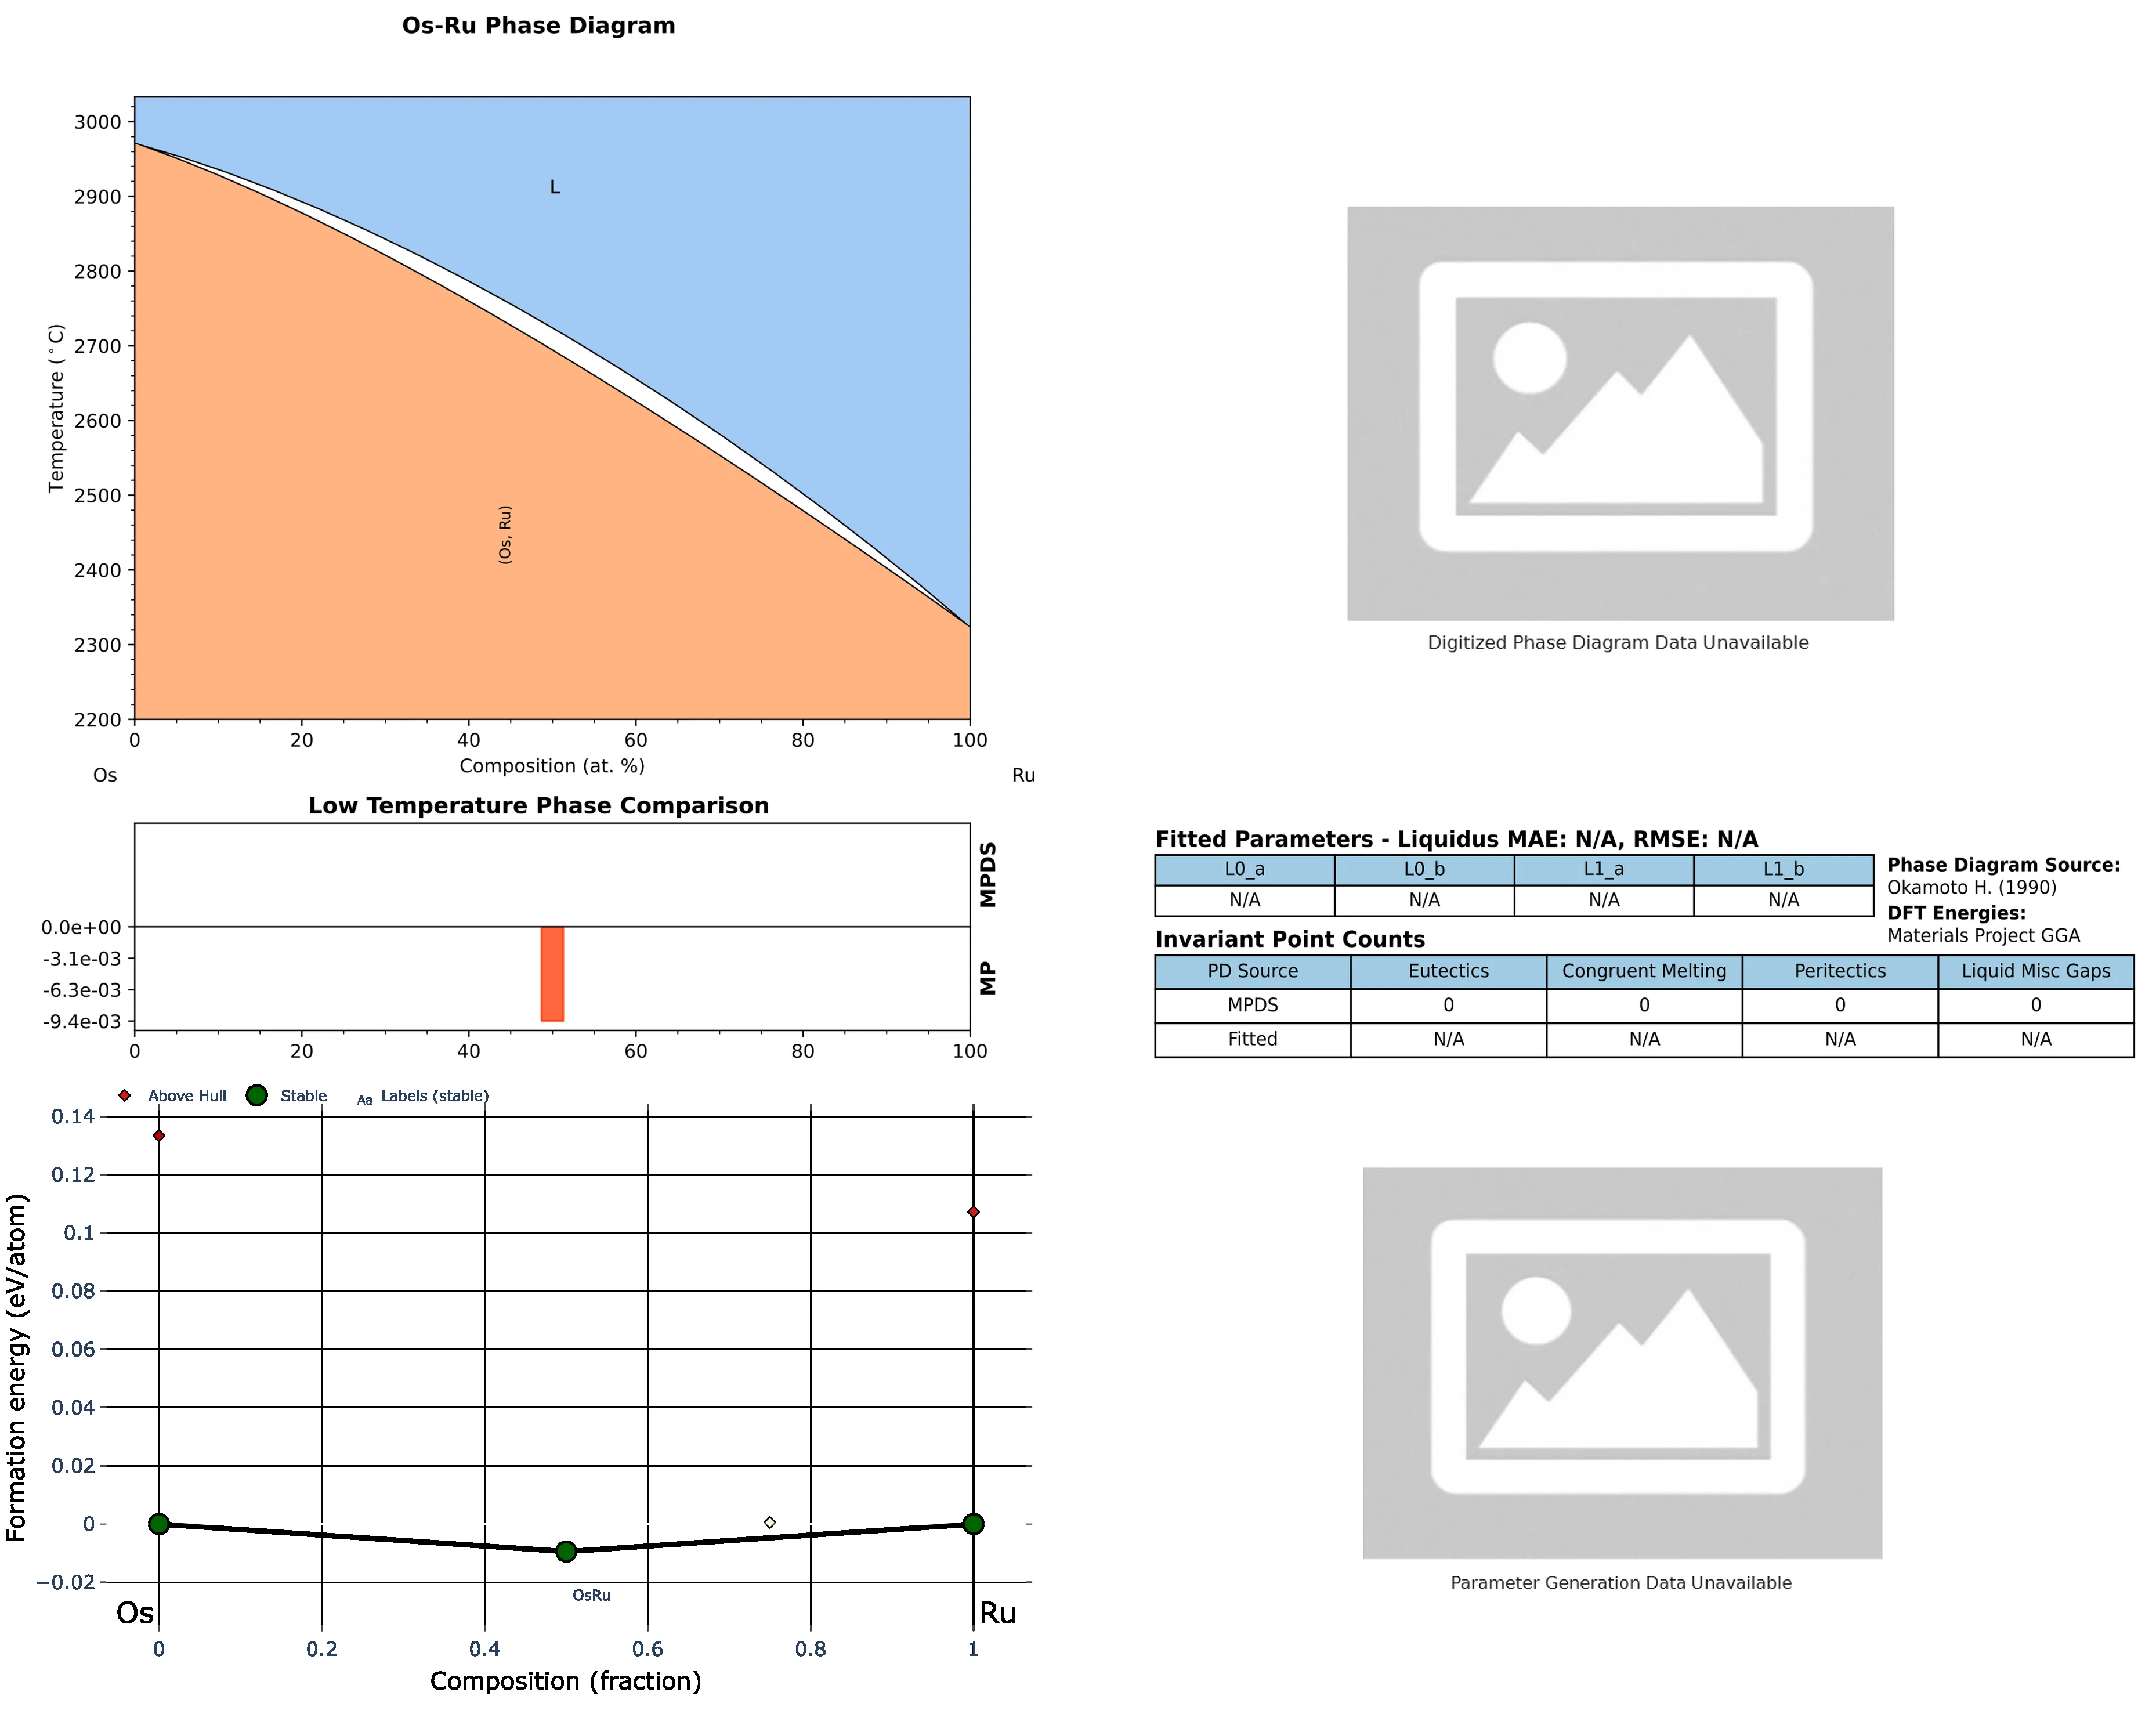 Os-Ru Phase Diagram
3000
2900
2800
2700
2600
2500
2400
2300
2200
Temperature (°C)
L
(Os, Ru)
0 20 40 60 80 100
Composition (at. %)
Os Ru
Digitized Phase Diagram Data Unavailable
Low Temperature Phase Comparison
MPDS
MP
0.0e+00
-3.1e-03
-6.3e-03
-9.4e-03
0 20 40 60 80 100
Fitted Parameters - Liquidus MAE: N/A, RMSE: N/A
L0_a L0_b L1_a L1_b
N/A N/A N/A N/A
Phase Diagram Source:
Okamoto H. (1990)
DFT Energies:
Materials Project GGA
Invariant Point Counts
PD Source Eutectics Congruent Melting Peritectics Liquid Misc Gaps
MPDS 0 0 0 0
Fitted N/A N/A N/A N/A
Above Hull Stable Aa Labels (stable)
0.14
0.12
0.1
0.08
0.06
0.04
0.02
0
−0.02
Formation energy (eV/atom)
OsRu
Os Ru
0 0.2 0.4 0.6 0.8 1
Composition (fraction)
Parameter Generation Data Unavailable